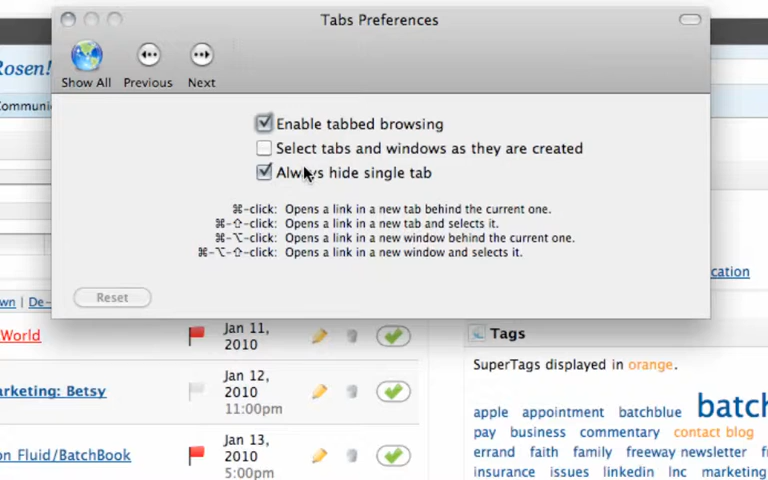 Tabs Preferences
Show All
Previous
Next
Enable tabbed browsing
Select tabs and windows as they are created
Always hide single tab
⌘-click: Opens a link in a new tab behind the current one.
⌘-⇧-click: Opens a link in a new tab and selects it.
⌘-⌥-click: Opens a link in a new window behind the current one.
⌘-⌥-⇧-click: Opens a link in a new window and selects it.
Reset
Rosen!
Communi
cation
wn | De-
World
Jan 11,
2010
arketing: Betsy
Jan 12,
2010
11:00pm
on Fluid/BatchBook
Jan 13,
2010
5:00pm
Tags
SuperTags displayed in orange.
apple appointment batchblue batch
pay business commentary contact blog
errand faith family freeway newsletter f
insurance issues linkedin lnc marketing